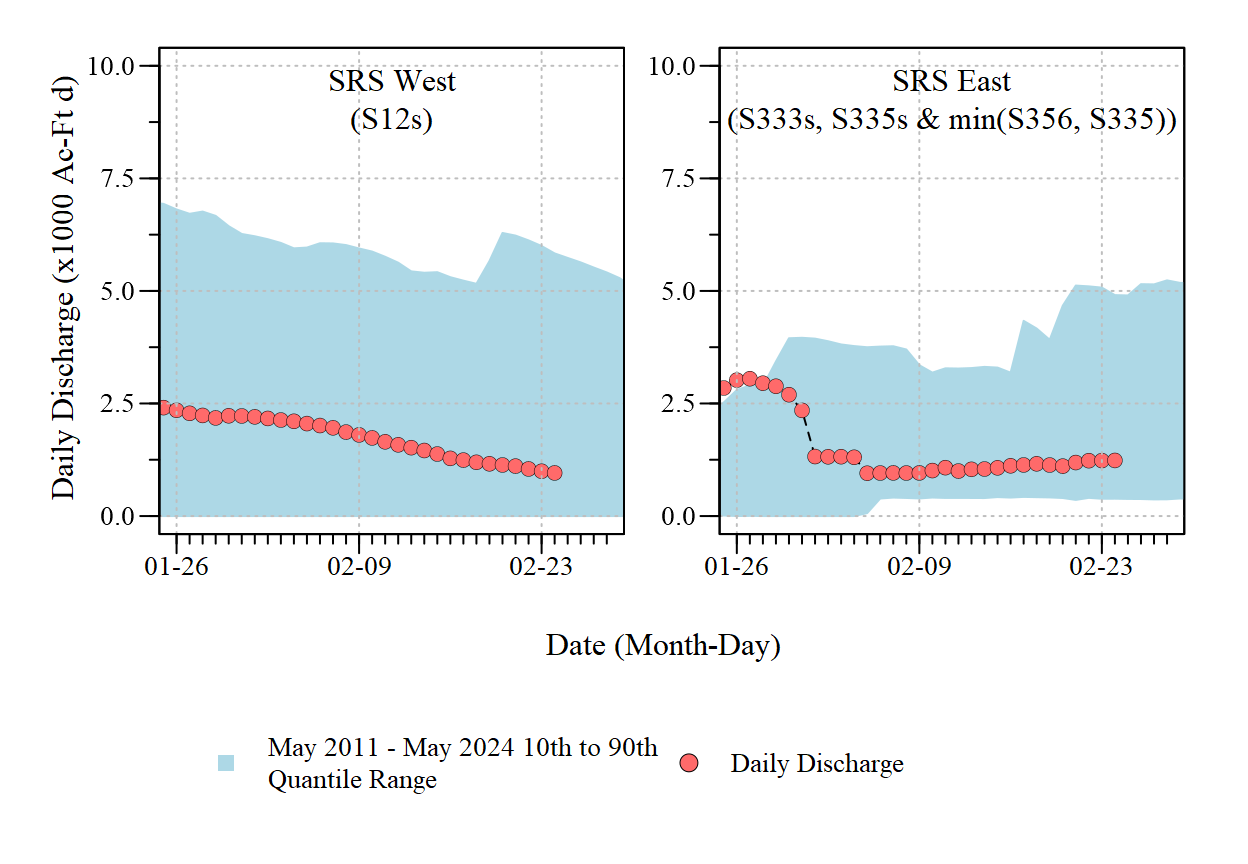 SRS West
(S12s)
SRS East
(S333s, S335s & min(S356, S335))
Daily Discharge (x1000 Ac-Ft d)
10.0
7.5
5.0
2.5
0.0
10.0
7.5
5.0
2.5
0.0
01-26
02-09
02-23
01-26
02-09
02-23
Date (Month-Day)
May 2011 - May 2024 10th to 90th
Quantile Range
Daily Discharge